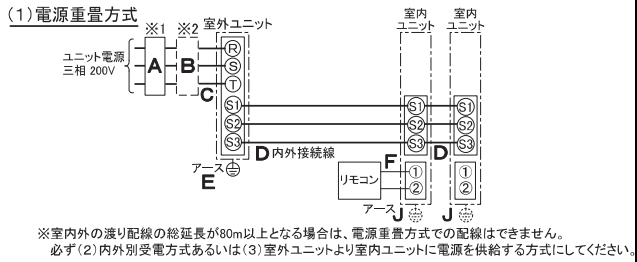 (1)電源重畳方式
※1 ※2 室外ユニット 室内ユニット 室内ユニット
ユニット電源
三相 200V
A B C
R
S
T
S1 S1 S1
S2 S2 S2
S3 S3 S3
D 内外接続線 D
アース
E
リモコン F ① ①
② ②
アース J J
※室内外の渡り配線の総延長が80m以上となる場合は、電源重畳方式での配線はできません。
必ず(2)内外別受電方式あるいは(3)室外ユニットより室内ユニットに電源を供給する方式にしてください。